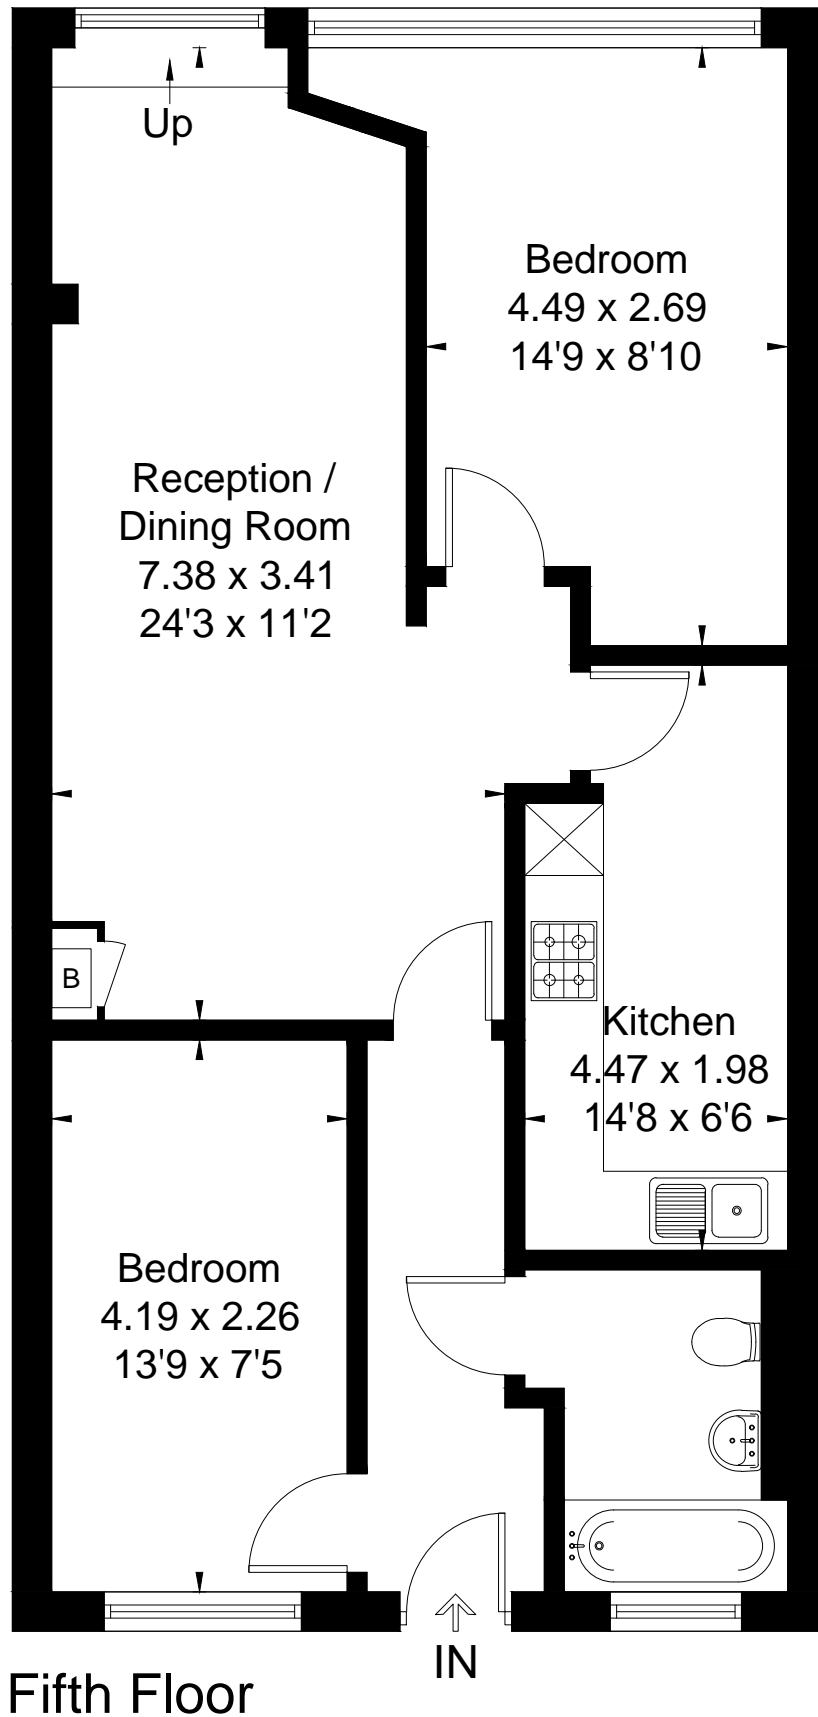 Up
Bedroom
4.49 x 2.69
14'9 x 8'10
Reception /
Dining Room
7.38 x 3.41
24'3 x 11'2
B
Kitchen
4.47 x 1.98
14'8 x 6'6
Bedroom
4.19 x 2.26
13'9 x 7'5
IN
Fifth Floor